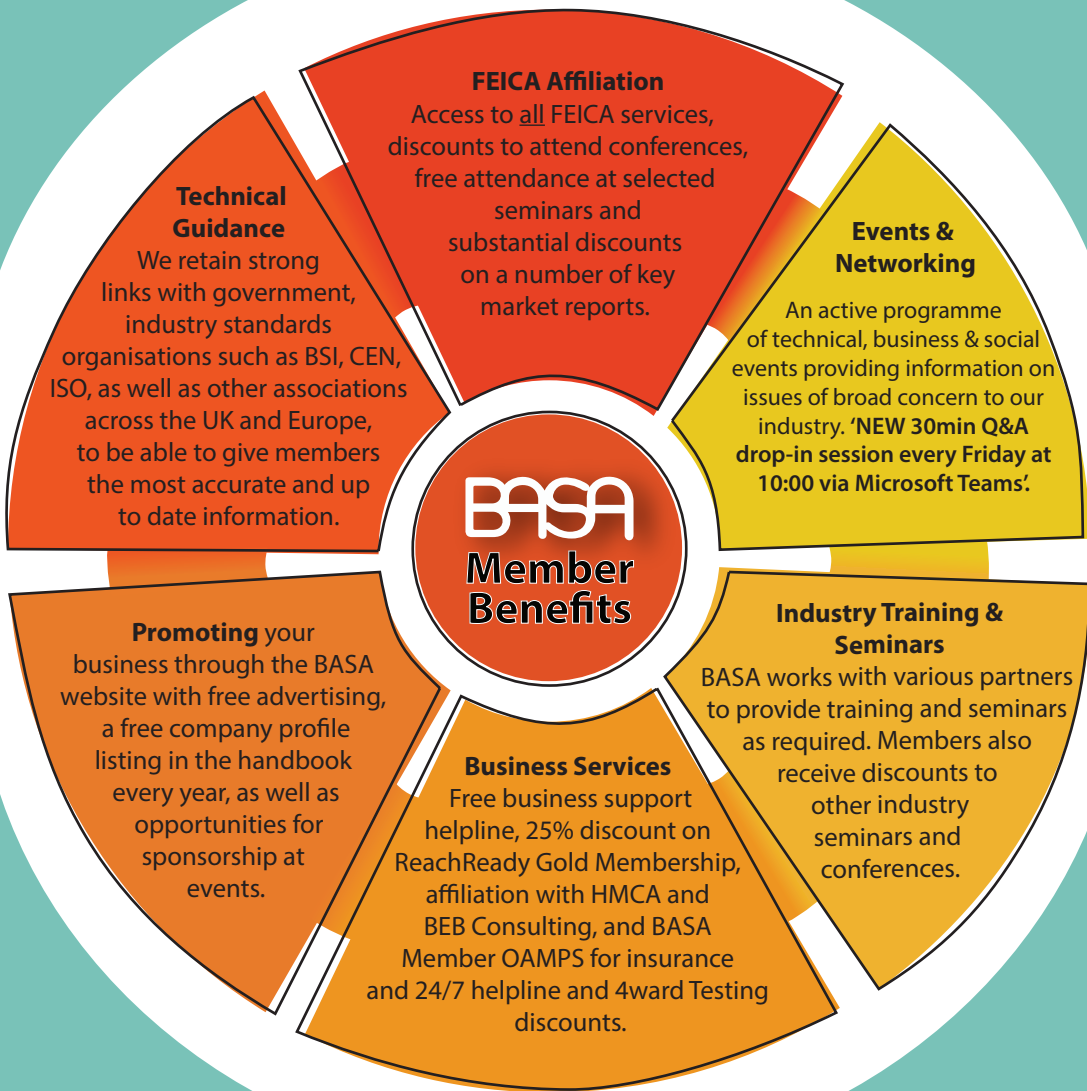 FEICA Affiliation
Access to all FEICA services,
discounts to attend conferences,
free attendance at selected
seminars and
substantial discounts
on a number of key
market reports.
Events &
Networking
An active programme
of technical, business & social
events providing information on
issues of broad concern to our
industry. ‘NEW 30min Q&A
drop-in session every Friday at
10:00 via Microsoft Teams’.
Industry Training &
Seminars
BASA works with various partners
to provide training and seminars
as required. Members also
receive discounts to
other industry
seminars and
conferences.
Business Services
Free business support
helpline, 25% discount on
ReachReady Gold Membership,
affiliation with HMCA and
BEB Consulting, and BASA
Member OAMPS for insurance
and 24/7 helpline and 4ward Testing
discounts.
Promoting your
business through the BASA
website with free advertising,
a free company profile
listing in the handbook
every year, as well as
opportunities for
sponsorship at
events.
Technical
Guidance
We retain strong
links with government,
industry standards
organisations such as BSI, CEN,
ISO, as well as other associations
across the UK and Europe,
to be able to give members
the most accurate and up
to date information.
BASA
Member
Benefits